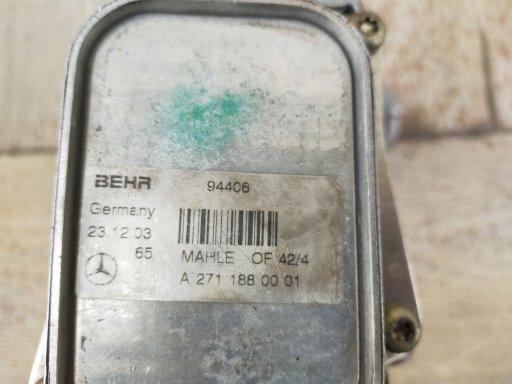 BEHR 94406
Germany
23.12.03
65 MAHLE OF 42/4
A 271 188 00 01